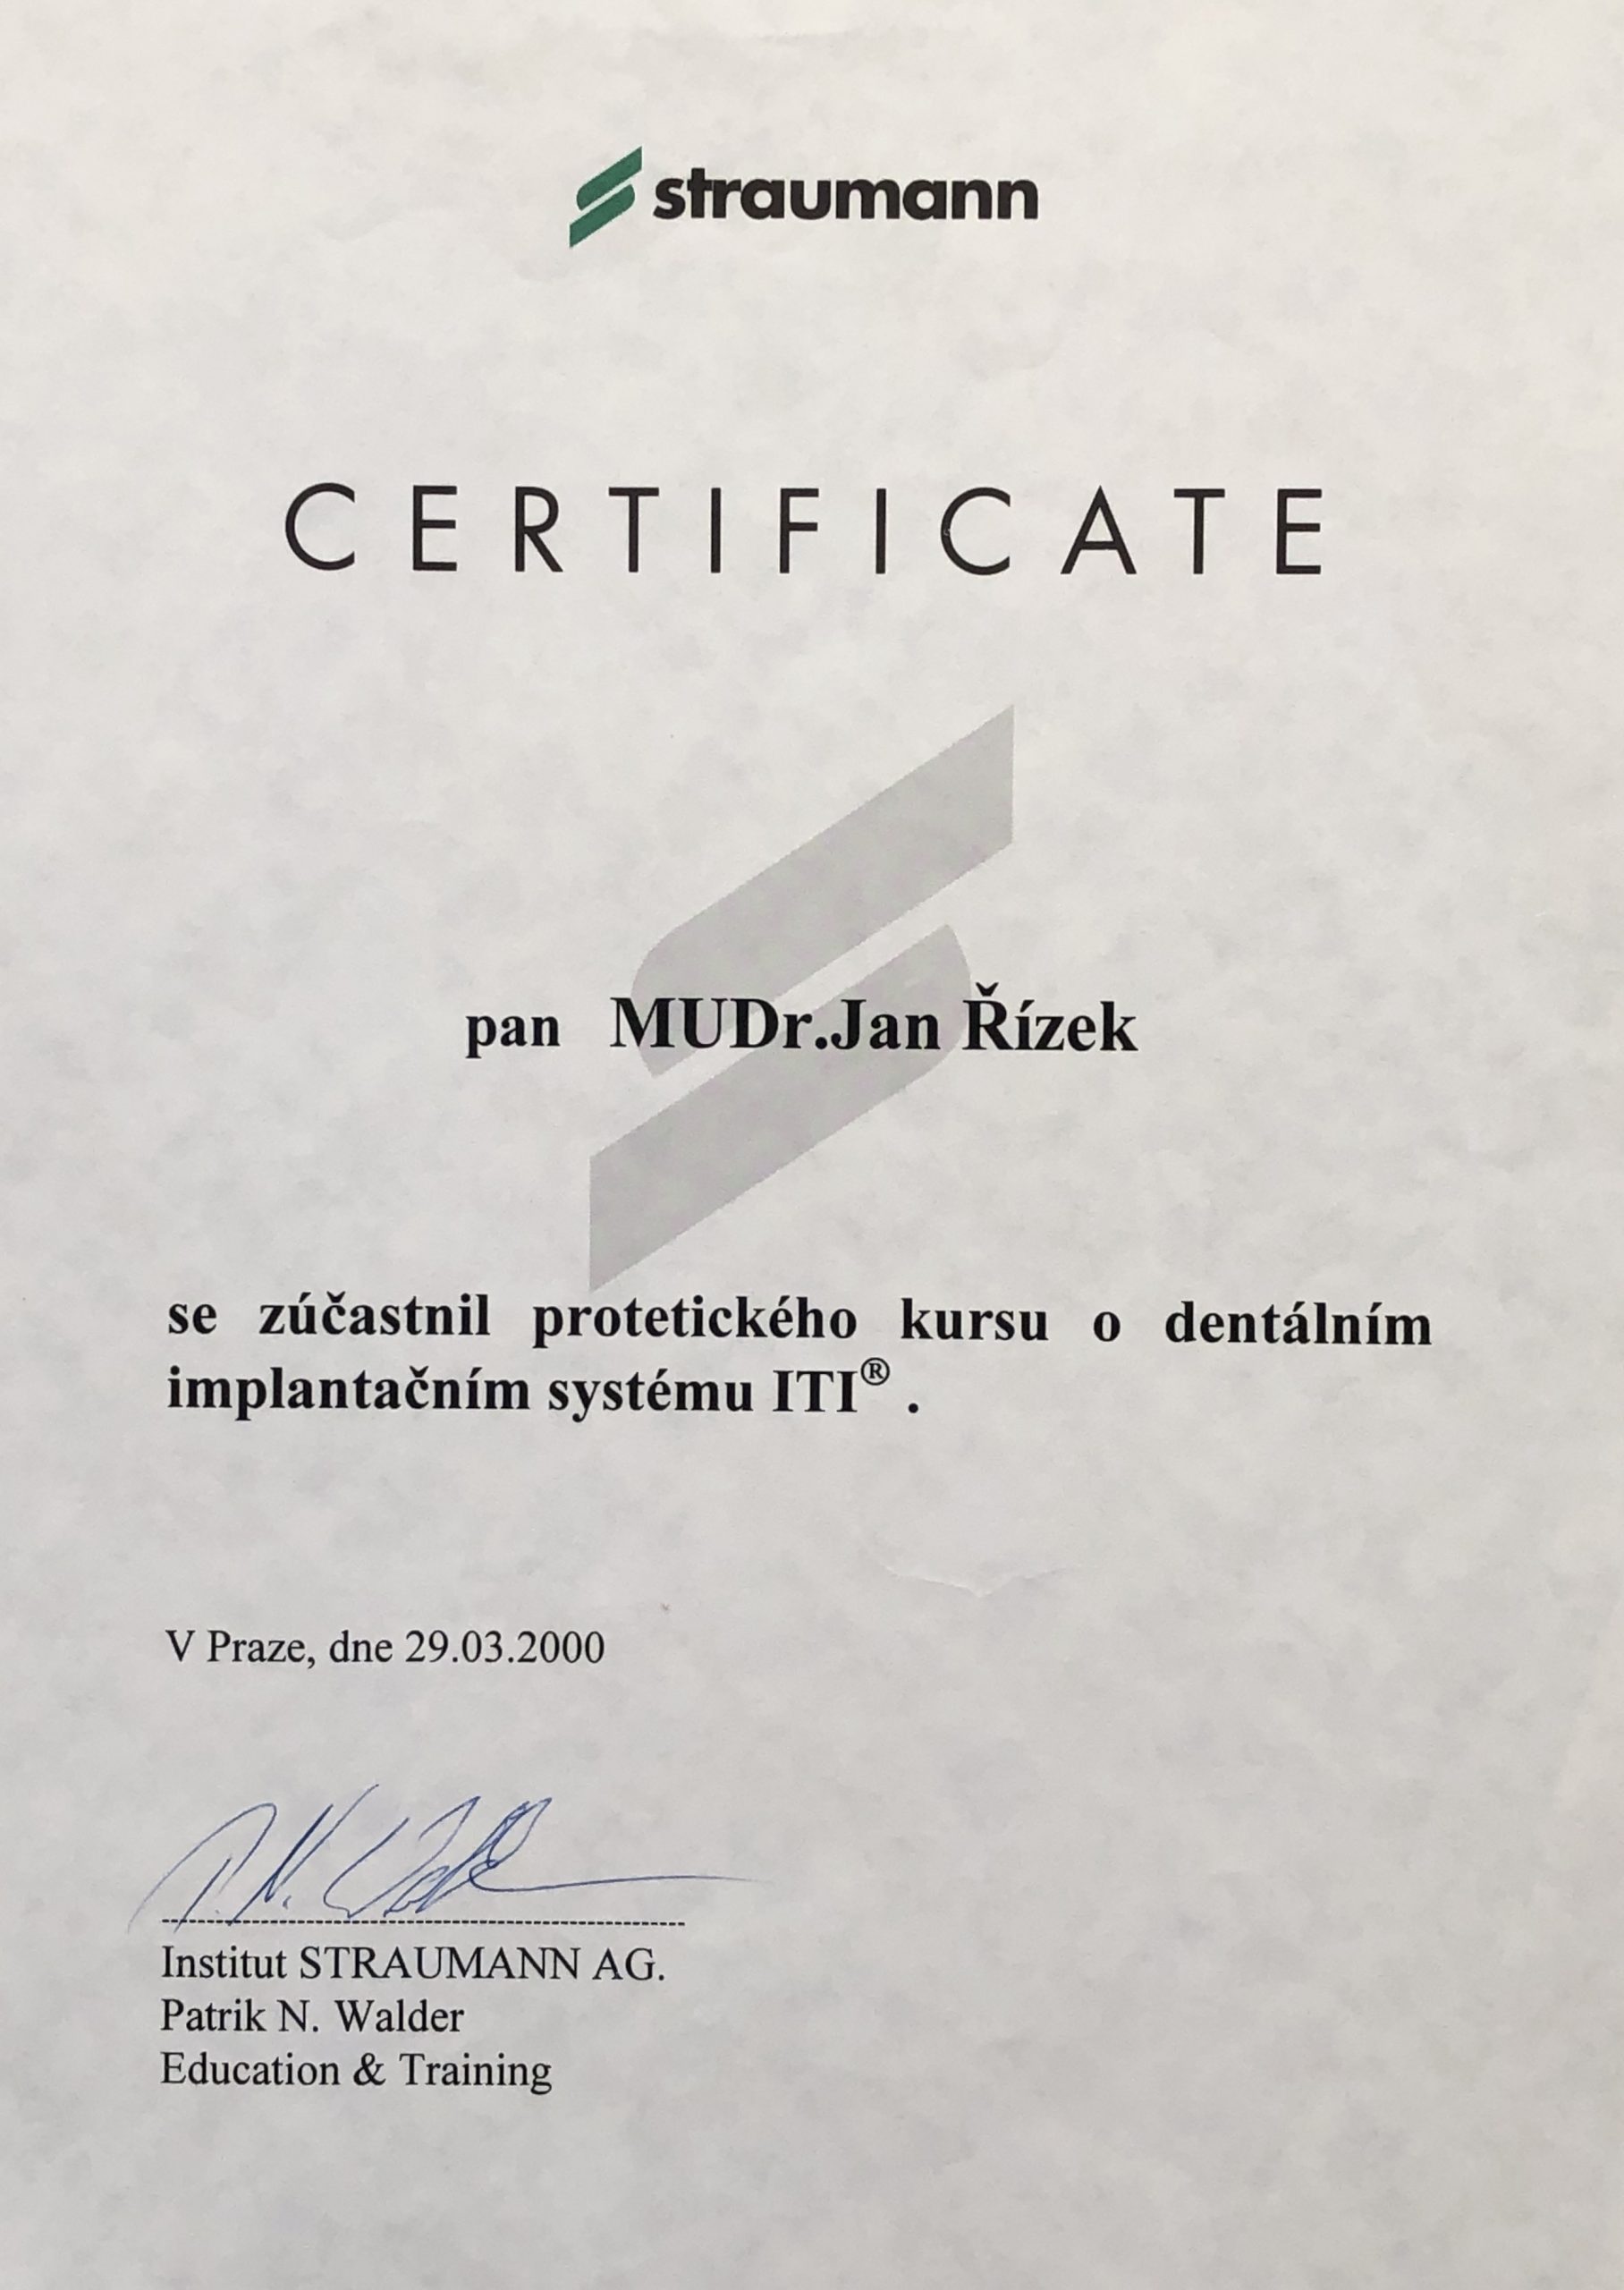 straumann
CERTIFICATE
pan MUDr.Jan Řízek
se zúčastnil protetického kursu o dentálním
implantačním systému ITI® .
V Praze, dne 29.03.2000
P. N. Walder
Institut STRAUMANN AG.
Patrik N. Walder
Education & Training